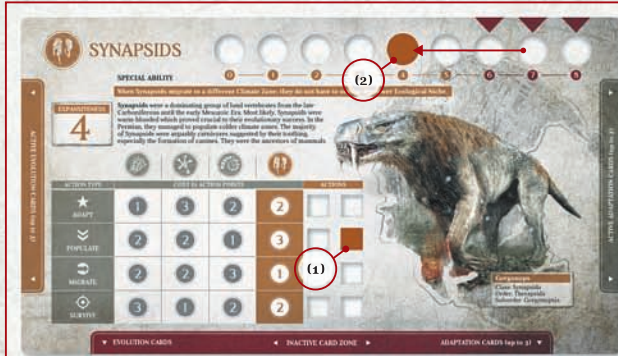 SYNAPSIDS
0 1 2 4 5 6 7 8
(2)
SPECIAL ABILITY
When Synapsids migrate to a different Climate Zone, they do not have to Ecological Niche
EXPANSIVENESS
4
Synapsids were a dominating group of land vertebrates from the late
Carboniferous until the early Mesozoic Era. Most likely, Synapsids were
warm-blooded which proved crucial to their evolutionary success. In the
Permian, they managed to populate colder climate zones. The majority
of Synapsids were arguably carnivores suggested by their toothing,
especially the formation of canines. They were the ancestors of mammals
ACTIVE EVOLUTION CARDS (up to 3)
ACTIVE ADAPTATION CARDS (up to 3)
ACTION TYPE COST IN ACTION POINTS ACTIONS
ADAPT 1 3 2 2
POPULATE 2 2 1 3
MIGRATE 2 2 3 1
SURVIVE 3 1 2 2
(1)
Gorgonops
Class: Synapsida
Order: Therapsida
Suborder: Gorgonopsia
EVOLUTION CARDS INACTIVE CARD ZONE ADAPTATION CARDS (up to 3)